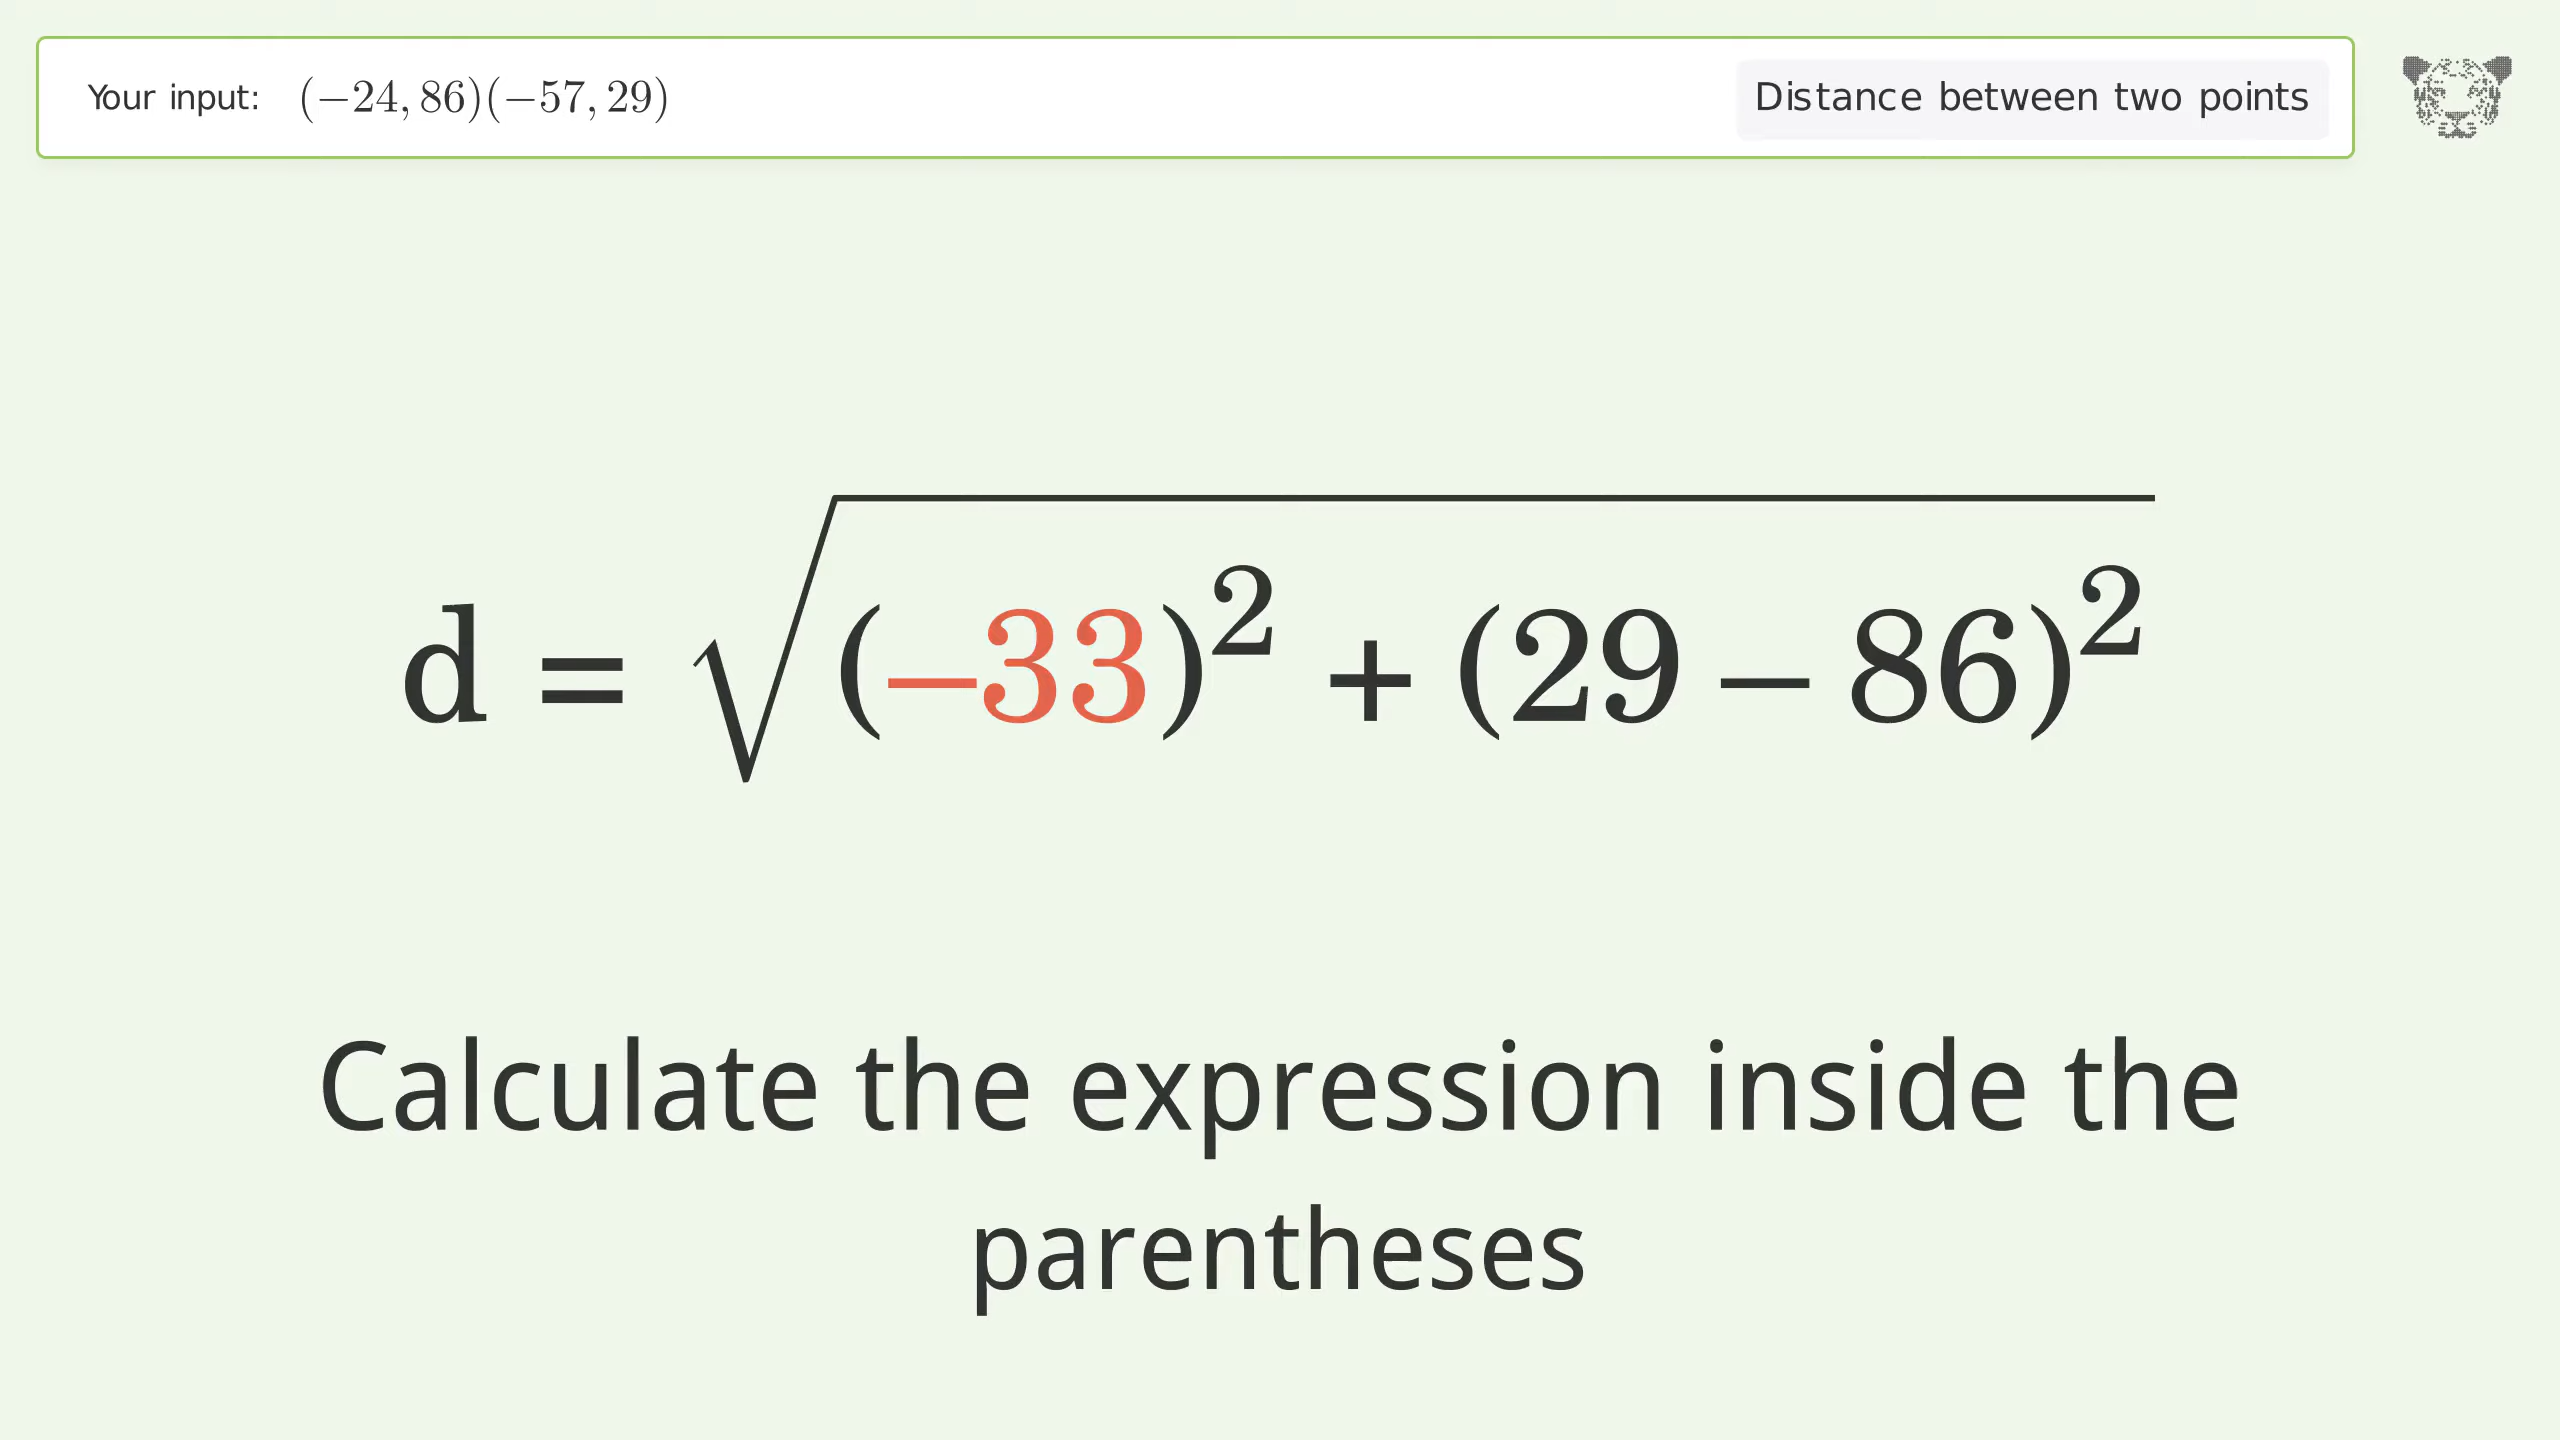 Your input: (−24, 86)(−57, 29)
Distance between two points
d = √(−33)² + (29 − 86)²
Calculate the expression inside the
parentheses